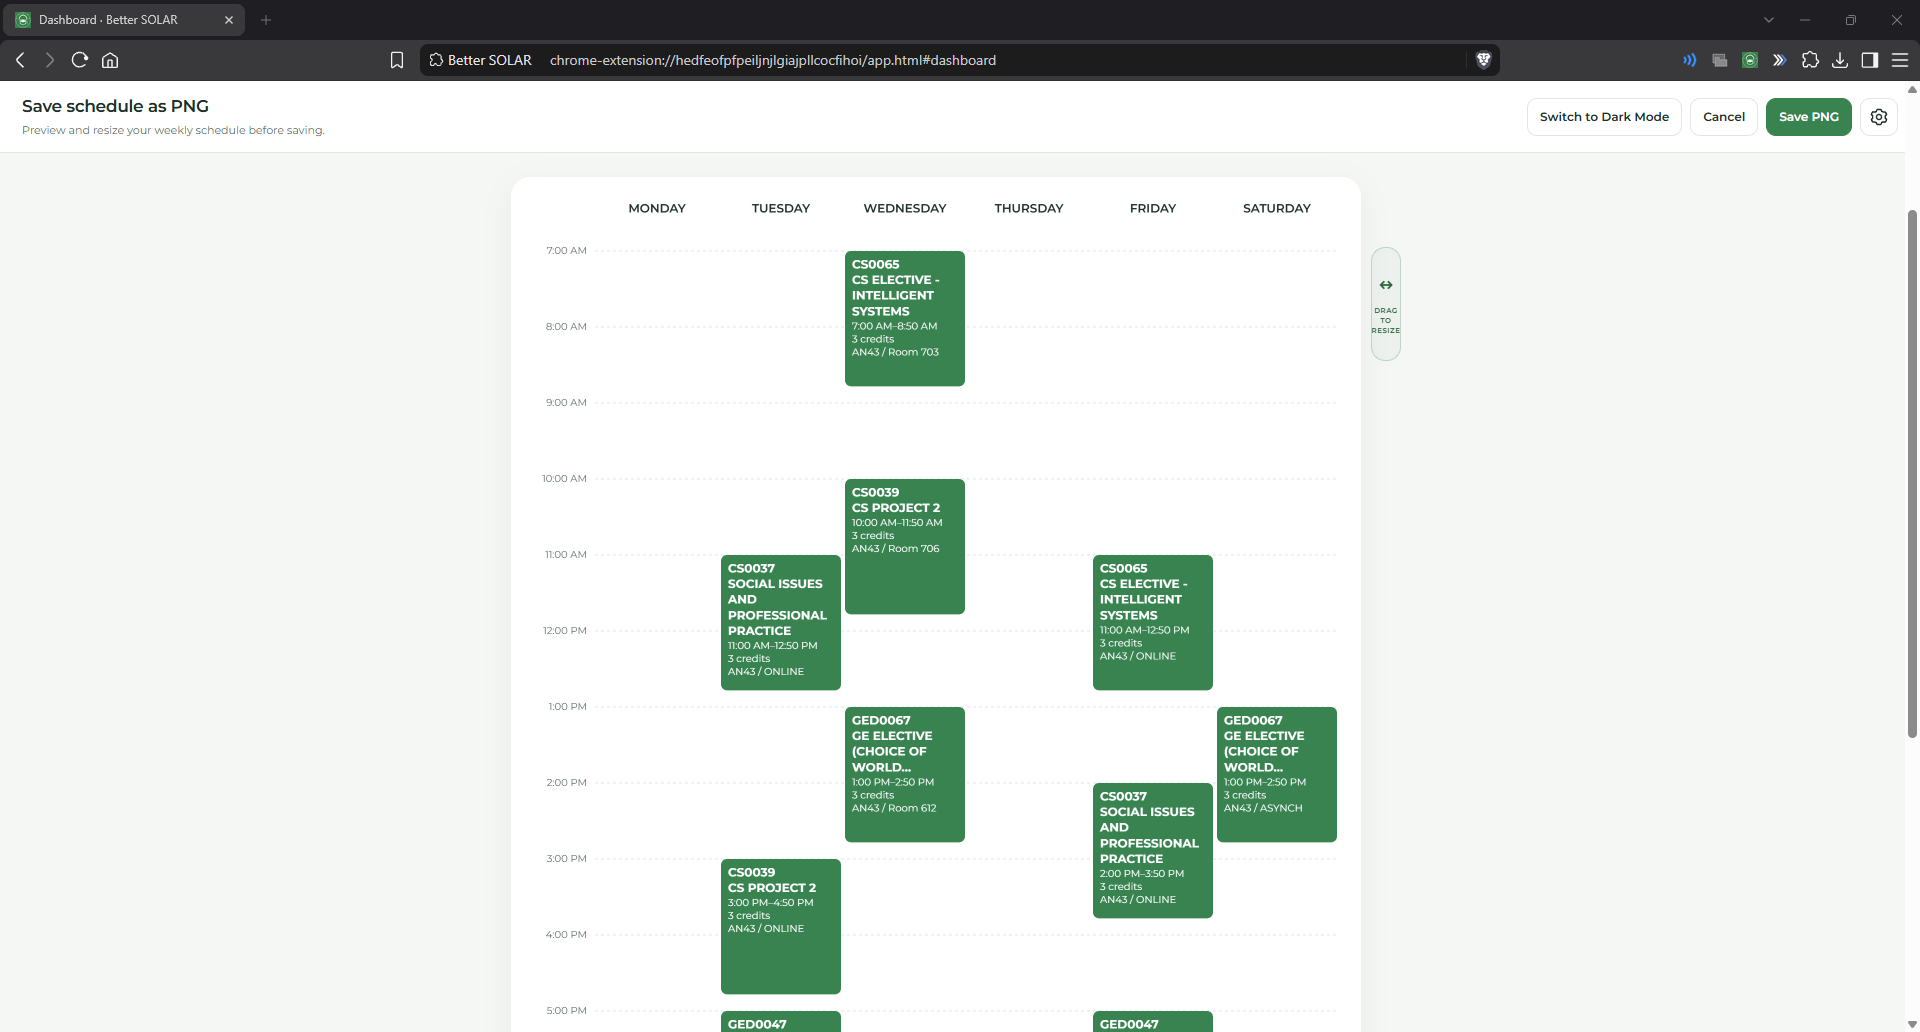 Dashboard · Better SOLAR
Better SOLAR
chrome-extension://hedfeofpfpeiljnjlgiajpllcocfihoi/app.html#dashboard
Save schedule as PNG
Preview and resize your weekly schedule before saving.
Switch to Dark Mode
Cancel
Save PNG
MONDAY
TUESDAY
WEDNESDAY
THURSDAY
FRIDAY
SATURDAY
7:00 AM
CS0065
CS ELECTIVE -
INTELLIGENT
SYSTEMS
7:00 AM–8:50 AM
3 credits
AN43 / Room 703
DRAG
TO
RESIZE
8:00 AM
9:00 AM
10:00 AM
CS0039
CS PROJECT 2
10:00 AM–11:50 AM
3 credits
AN43 / Room 706
11:00 AM
CS0037
SOCIAL ISSUES
AND
PROFESSIONAL
PRACTICE
11:00 AM–12:50 PM
3 credits
AN43 / ONLINE
CS0065
CS ELECTIVE -
INTELLIGENT
SYSTEMS
11:00 AM–12:50 PM
3 credits
AN43 / ONLINE
12:00 PM
1:00 PM
GED0067
GE ELECTIVE
(CHOICE OF
WORLD...
1:00 PM–2:50 PM
3 credits
AN43 / Room 612
GED0067
GE ELECTIVE
(CHOICE OF
WORLD...
1:00 PM–2:50 PM
3 credits
AN43 / ASYNCH
2:00 PM
CS0037
SOCIAL ISSUES
AND
PROFESSIONAL
PRACTICE
2:00 PM–3:50 PM
3 credits
AN43 / ONLINE
3:00 PM
CS0039
CS PROJECT 2
3:00 PM–4:50 PM
3 credits
AN43 / ONLINE
4:00 PM
5:00 PM
GED0047
GED0047